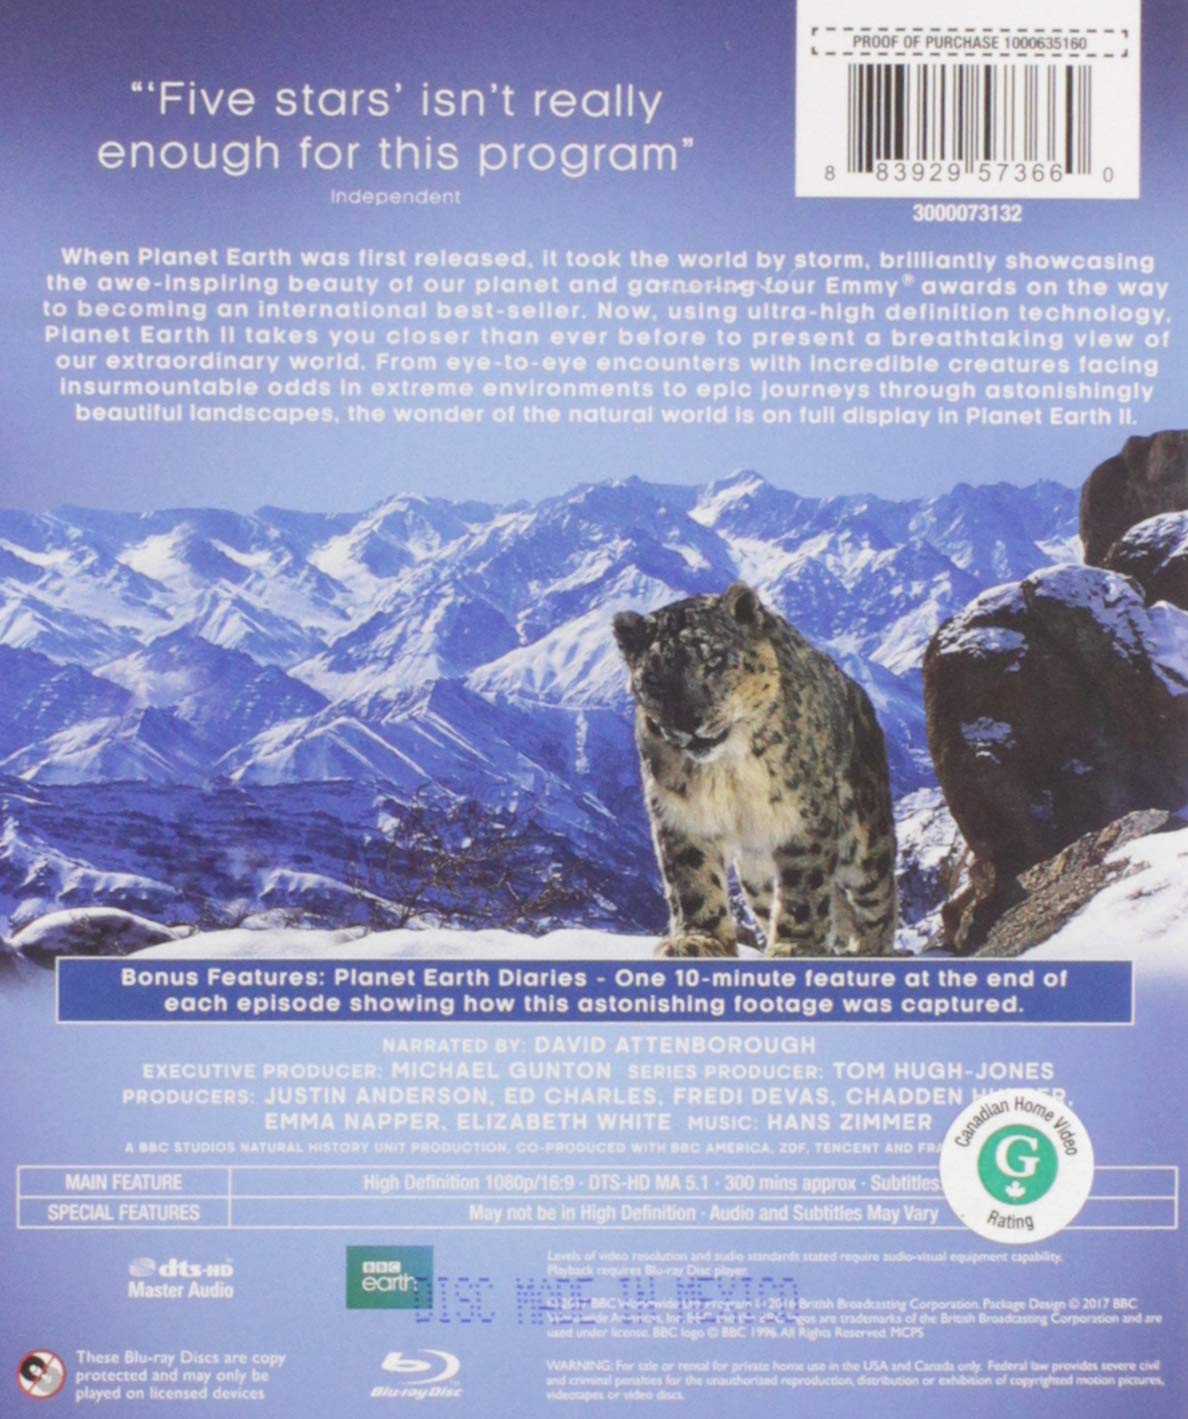 PROOF OF PURCHASE 1000635160
8 83929 57366 0
3000073132
"'Five stars' isn't really
enough for this program"
Independent
When Planet Earth was first released, it took the world by storm, brilliantly showcasing
the awe-inspiring beauty of our planet and garnering four Emmy® awards on the way
to becoming an international best-seller. Now, using ultra-high definition technology,
Planet Earth II takes you closer than ever before to present a breathtaking view of
our extraordinary world. From eye-to-eye encounters with incredible creatures facing
insurmountable odds in extreme environments to epic journeys through astonishingly
beautiful landscapes, the wonder of the natural world is on full display in Planet Earth II.
Bonus Features: Planet Earth Diaries - One 10-minute feature at the end of
each episode showing how this astonishing footage was captured.
NARRATED BY: DAVID ATTENBOROUGH
EXECUTIVE PRODUCER: MICHAEL GUNTON SERIES PRODUCER: TOM HUGH-JONES
PRODUCERS: JUSTIN ANDERSON, ED CHARLES, FREDI DEVAS, CHADDEN
EMMA NAPPER, ELIZABETH WHITE MUSIC: HANS ZIMMER
A BBC STUDIOS NATURAL HISTORY UNIT PRODUCTION, CO-PRODUCED WITH BBC AMERICA, ZDF, TENCENT AND
Canadian Home Video
G
Rating
MAIN FEATURE High Definition 1080p/16:9 · DTS-HD MA 5.1 · 300 mins approx · Subtitles
SPECIAL FEATURES May not be in High Definition · Audio and Subtitles May Vary
dts-HD™
Master Audio
BBC
earth
DISC MADE IN MEXICO
Levels of video resolution and audio standards stated require audio-visual equipment capability.
Playback requires Blu-ray Disc player.
© 2017 BBC Worldwide Program 2016 British Broadcasting Corporation. Package Design © 2017 BBC
Inc. logos are trademarks of the British Broadcasting Corporation and are
used under license. BBC logo © BBC 1996. All Rights Reserved. MCPS
These Blu-ray Discs are copy
protected and may only be
played on licensed devices
Blu-ray Disc™
WARNING: For sale or rental for private home use in the USA and Canada only. Federal law provides severe civil
and criminal penalties for the unauthorized reproduction, distribution or exhibition of copyrighted motion pictures,
videotapes or video discs.